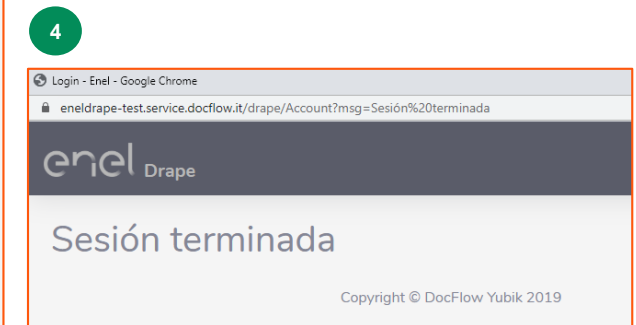 4
Login - Enel - Google Chrome
eneldrape-test.service.docflow.it/drape/Account?msg=Sesión%20terminada
enel Drape
Sesión terminada
Copyright © DocFlow Yubik 2019